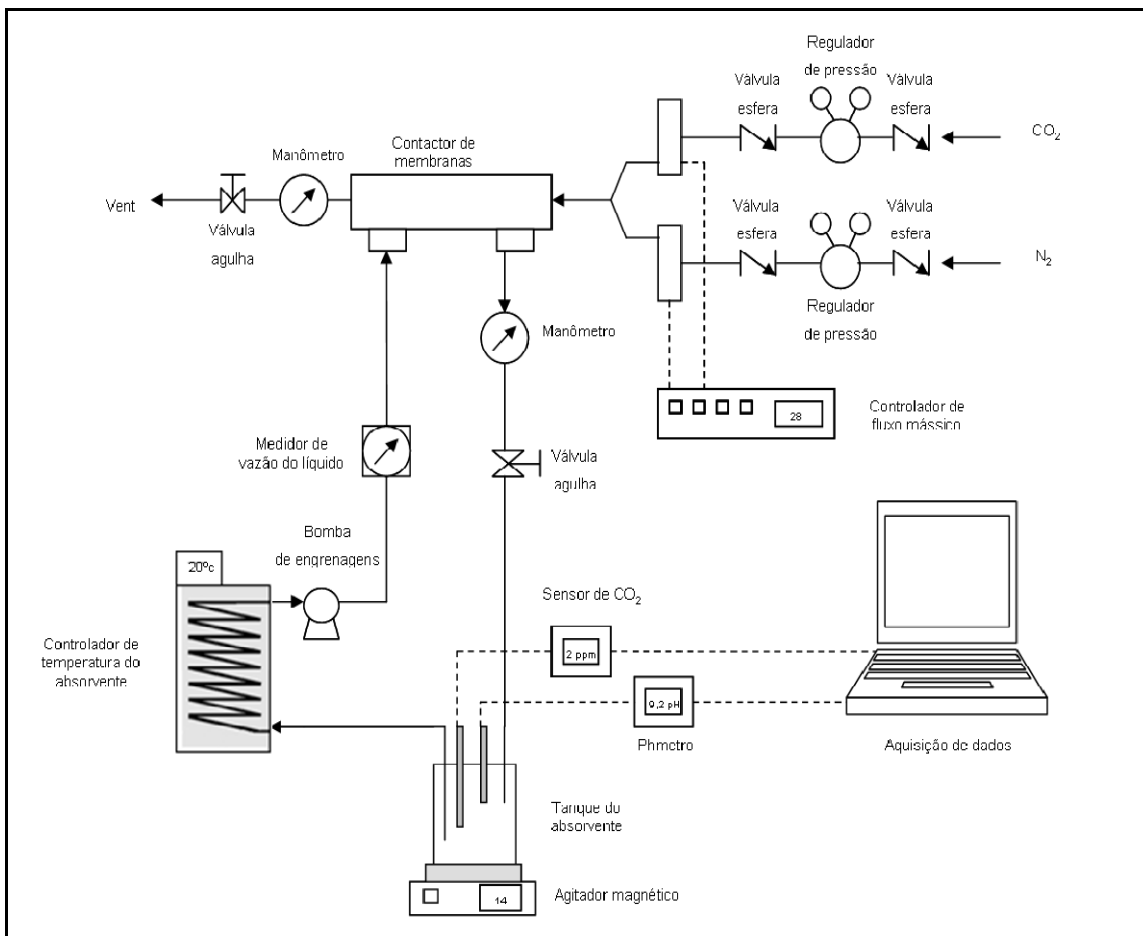 Regulador
de pressão
Válvula
esfera
Válvula
esfera
CO2
Contactor de
membranas
Manômetro
Vent
Válvula
agulha
Válvula
esfera
Válvula
esfera
N2
Regulador
de pressão
Manômetro
28
Controlador de
fluxo mássico
Medidor de
vazão do líquido
Válvula
agulha
Bomba
de engrenagens
20ºc
Sensor de CO2
2 ppm
Controlador de
temperatura do
absorvente
9,2 pH
Phmetro
Aquisição de dados
Tanque do
absorvente
14
Agitador magnético